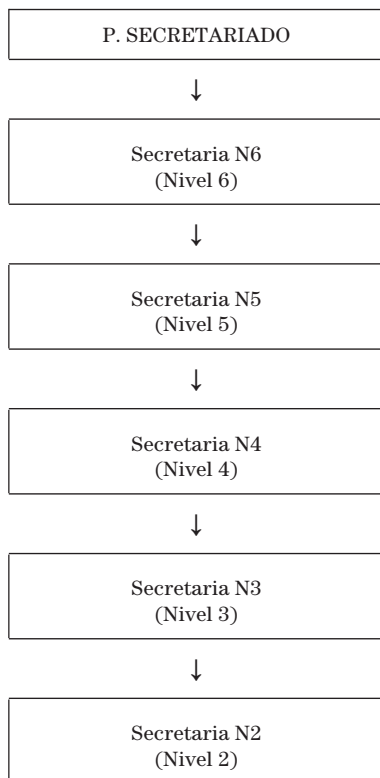 P. SECRETARIADO
↓
Secretaria N6
(Nivel 6)
↓
Secretaria N5
(Nivel 5)
↓
Secretaria N4
(Nivel 4)
↓
Secretaria N3
(Nivel 3)
↓
Secretaria N2
(Nivel 2)